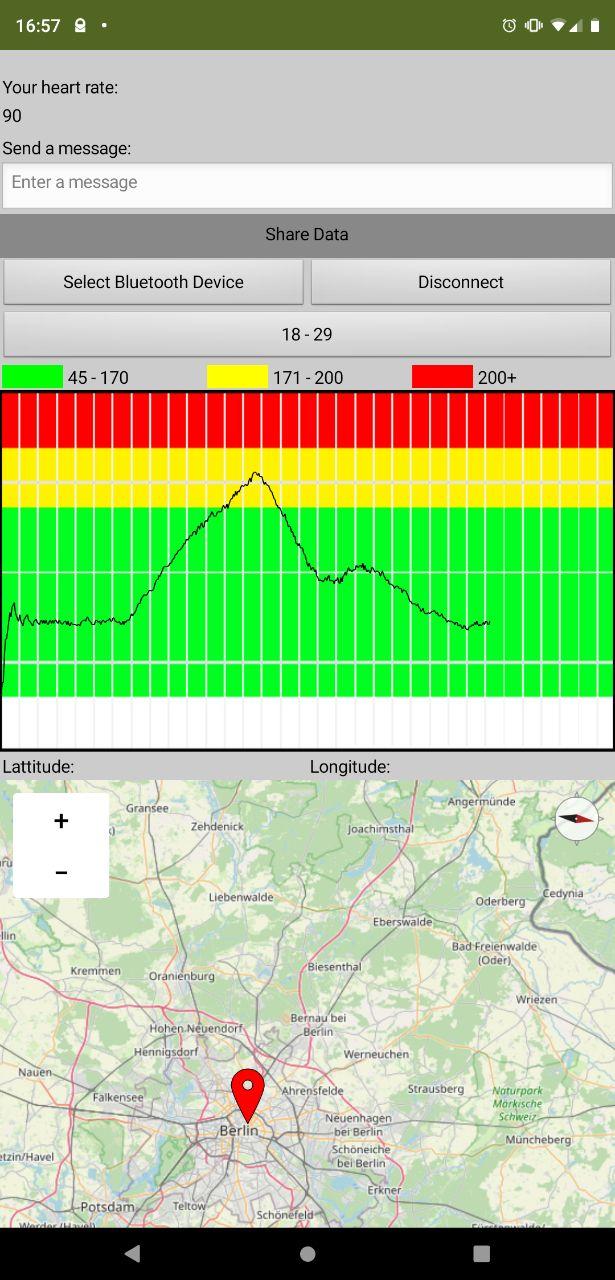 16:57
Your heart rate:
90
Send a message:
Enter a message
Share Data
Select Bluetooth Device Disconnect
18 - 29
45 - 170 171 - 200 200+
Lattitude: Longitude:
+
−
Gransee
Zehdenick
Joachimsthal
Angermünde
Liebenwalde
Oderberg
Cedynia
Eberswalde
Bad Freienwalde
(Oder)
Kremmen
Oranienburg
Biesenthal
Wriezen
Hohen Neuendorf
Bernau bei
Berlin
Hennigsdorf
Werneuchen
Nauen
Falkensee
Ahrensfelde
Strausberg
Naturpark
Märkische
Schweiz
Berlin
Neuenhagen
bei Berlin
Müncheberg
etzin/Havel
Schöneiche
bei Berlin
Erkner
Potsdam
Teltow
Schönefeld
Werder (Havel)
Fürstenwalde/